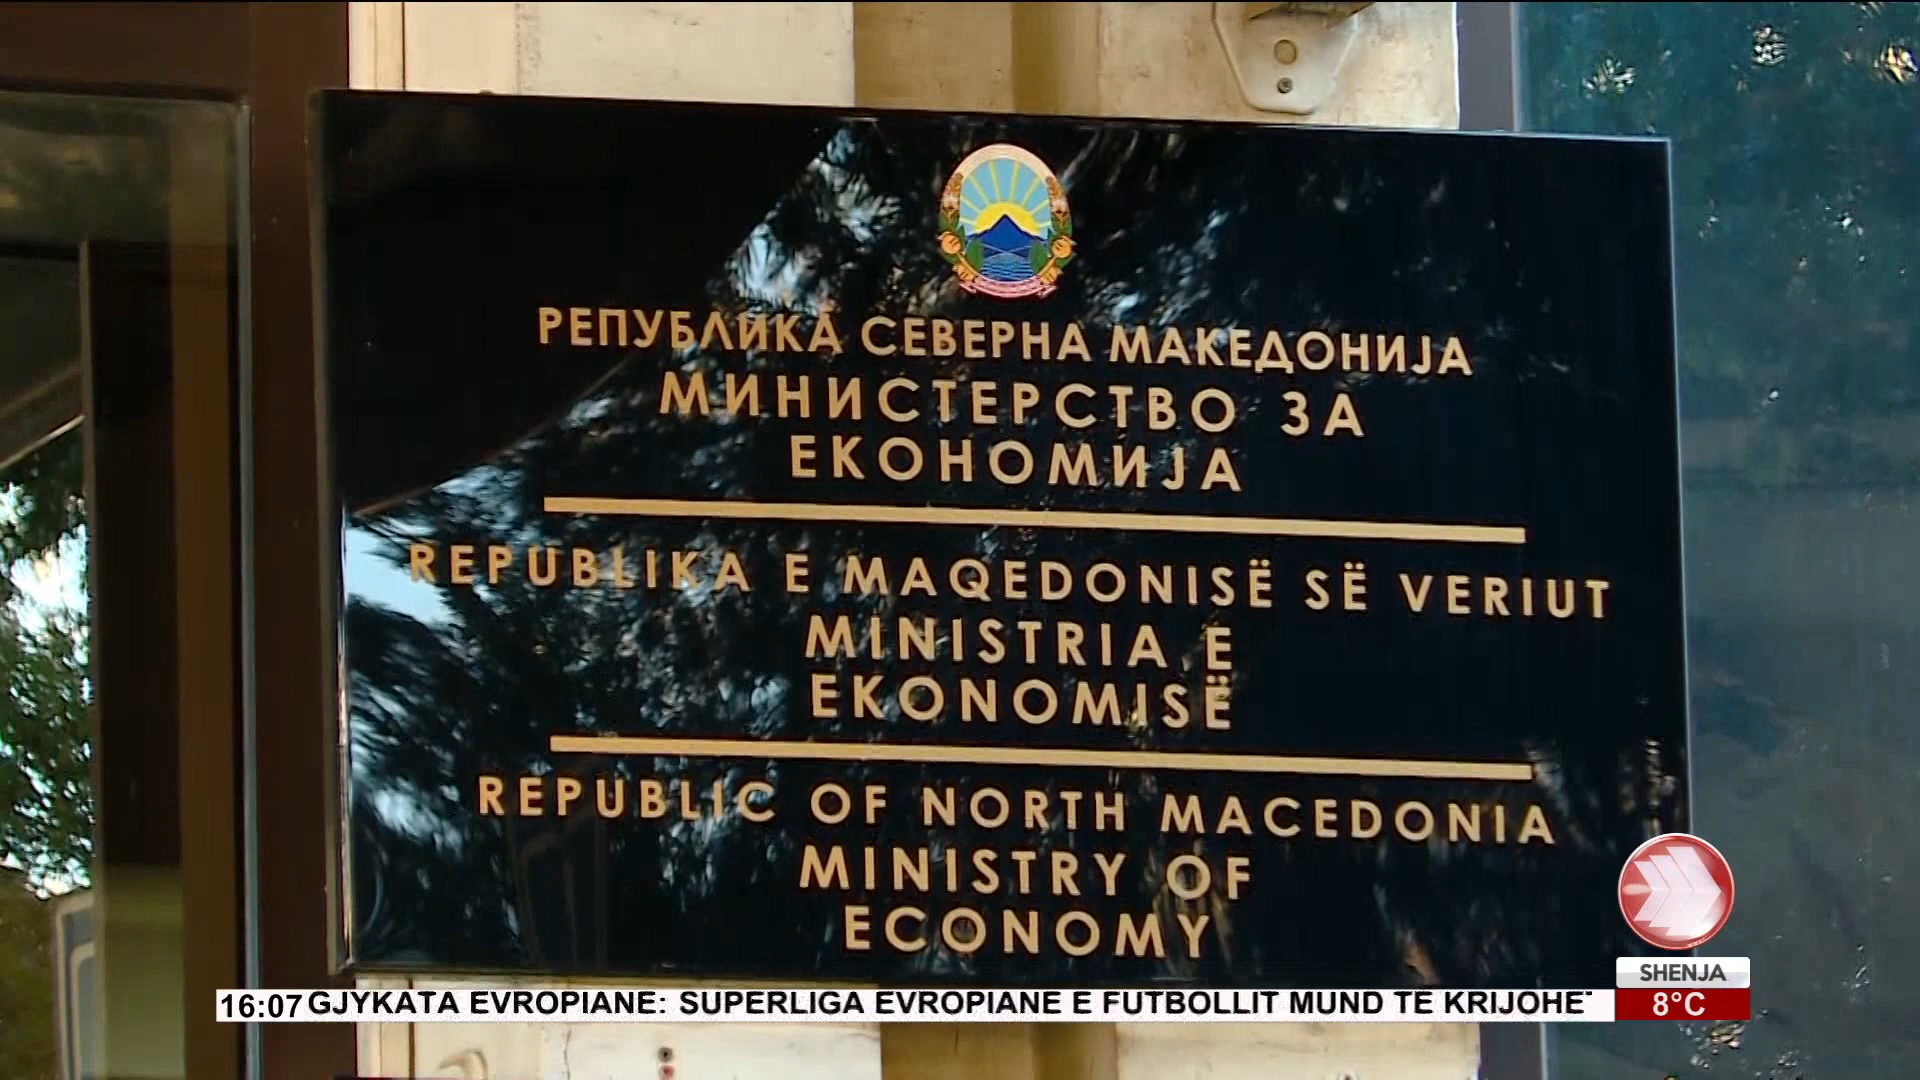 РЕПУБЛИКА СЕВЕРНА МАКЕДОНИЈА
МИНИСТЕРСТВО ЗА
ЕКОНОМИЈА
REPUBLIKA E MAQEDONISË SË VERIUT
MINISTRIA E
EKONOMISË
REPUBLIC OF NORTH MACEDONIA
MINISTRY OF
ECONOMY
SHENJA
16:07 GJYKATA EVROPIANE: SUPERLIGA EVROPIANE E FUTBOLLIT MUND TE KRIJOHE
8°C